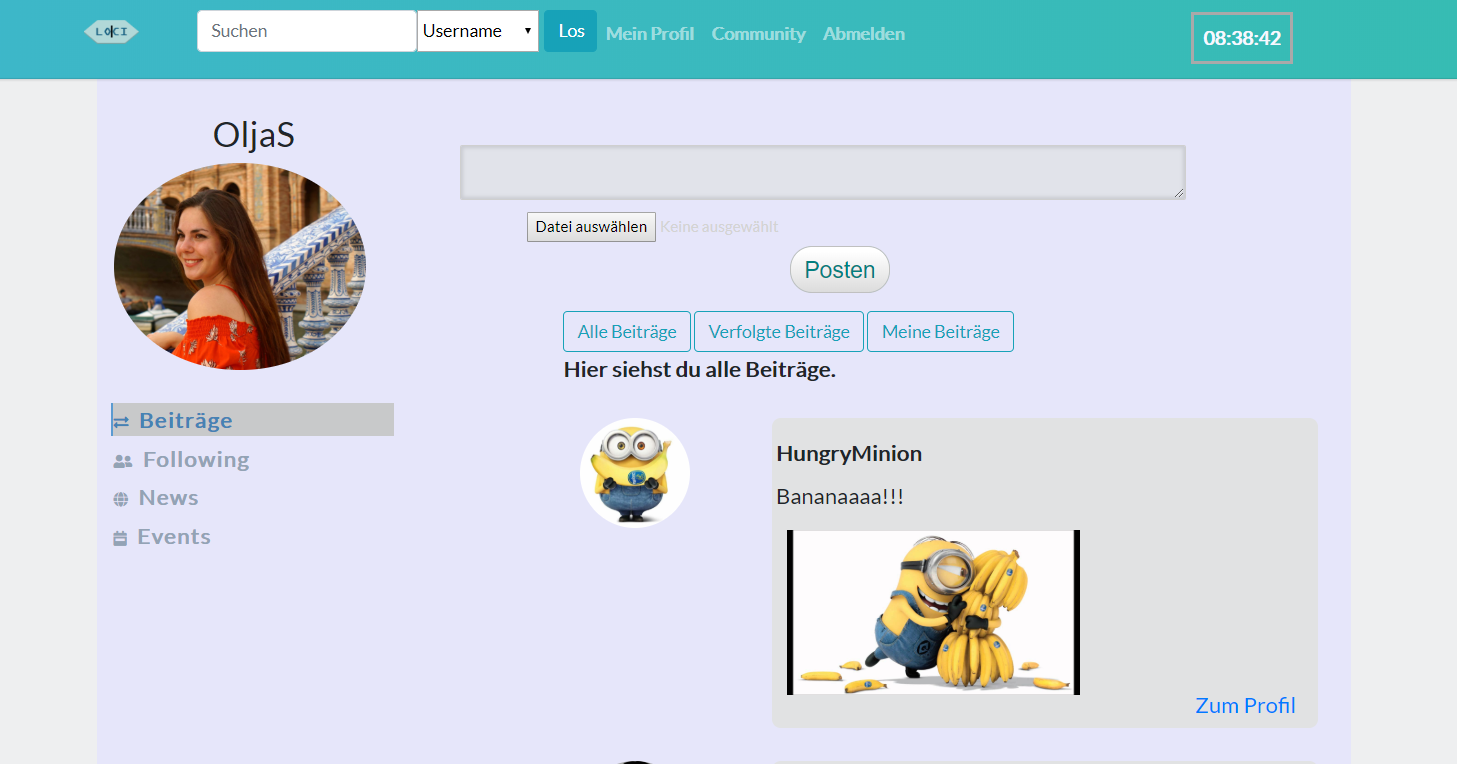 LOCI
Suchen
Username
Los
Mein Profil
Community
Abmelden
08:38:42
OljaS
Datei auswählen Keine ausgewählt
Posten
Alle Beiträge
Verfolgte Beiträge
Meine Beiträge
Hier siehst du alle Beiträge.
Beiträge
Following
News
Events
HungryMinion
Bananaaaa!!!
Zum Profil